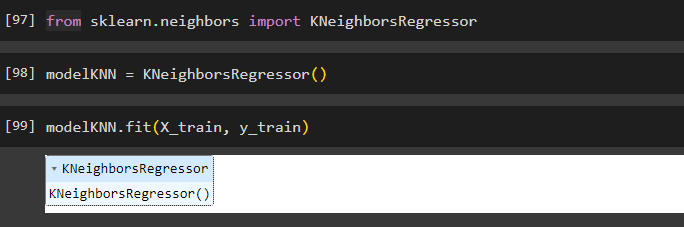 [97] from sklearn.neighbors import KNeighborsRegressor
[98] modelKNN = KNeighborsRegressor()
[99] modelKNN.fit(X_train, y_train)
▾ KNeighborsRegressor
KNeighborsRegressor()